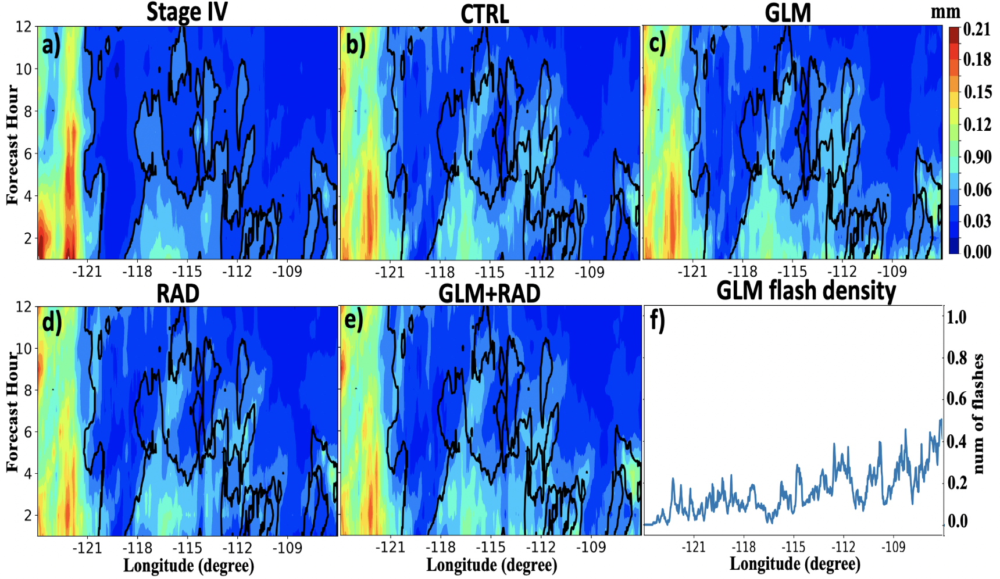 Stage IV
CTRL
GLM
mm
a)
b)
c)
12
10
8
6
4
2
Forecast Hour
-121 -118 -115 -112 -109
-121 -118 -115 -112 -109
-121 -118 -115 -112 -109
0.21
0.18
0.15
0.12
0.90
0.06
0.03
0.00
RAD
GLM+RAD
GLM flash density
d)
e)
f)
12
10
8
6
4
2
Forecast Hour
1.0
0.8
0.6
0.4
0.2
0.0
num of flashes
-121 -118 -115 -112 -109
-121 -118 -115 -112 -109
-121 -118 -115 -112 -109
Longitude (degree)
Longitude (degree)
Longitude (degree)